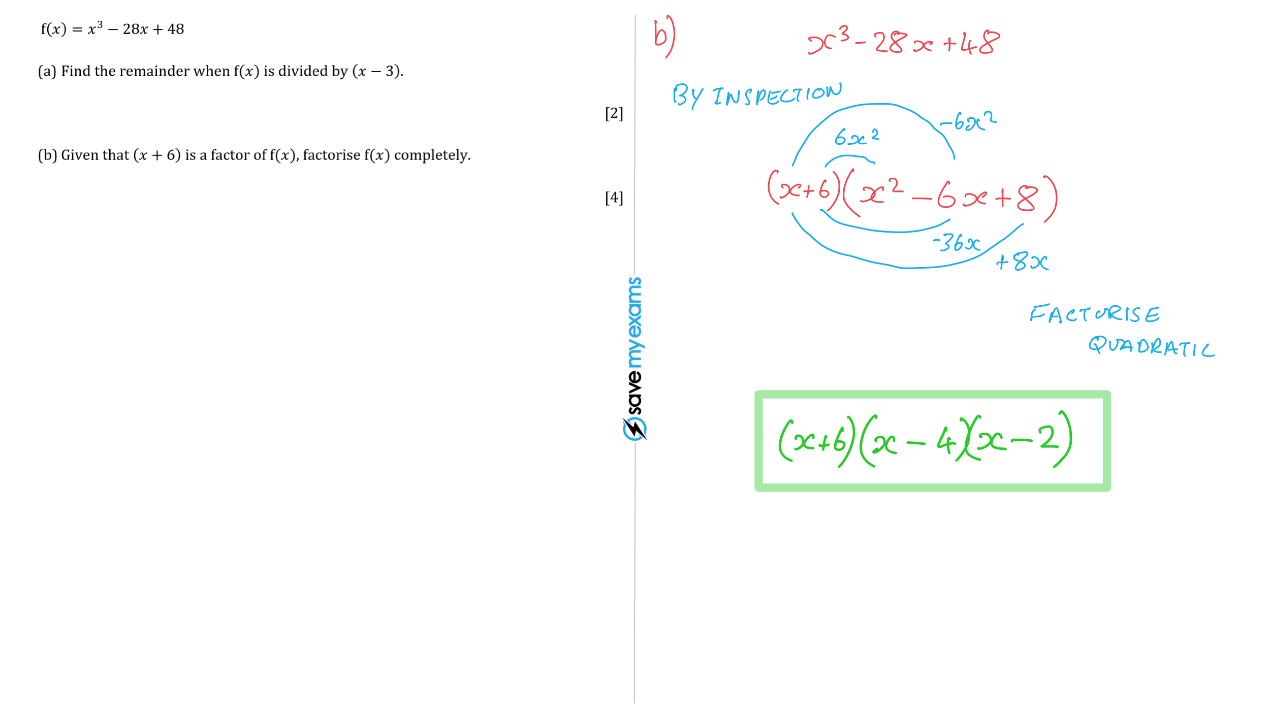 f(x) = x³ − 28x + 48
(a) Find the remainder when f(x) is divided by (x − 3).
[2]
(b) Given that (x + 6) is a factor of f(x), factorise f(x) completely.
[4]
save my exams
b)
x³ − 28x + 48
BY INSPECTION
−6x²
6x²
(x+6)(x² − 6x + 8)
−36x
+8x
FACTORISE
QUADRATIC
(x+6)(x − 4)(x − 2)